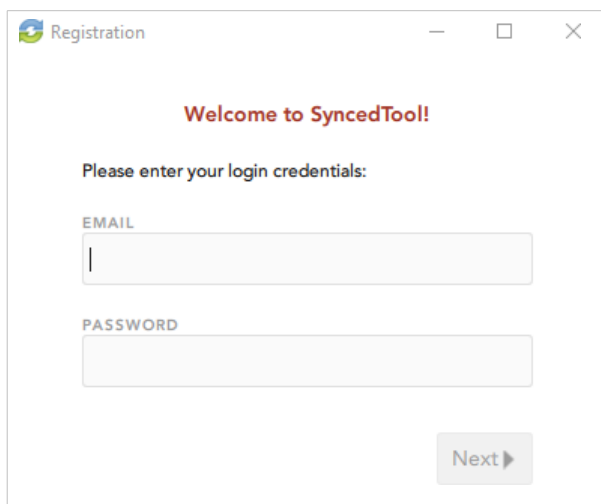 Registration
Welcome to SyncedTool!
Please enter your login credentials:
EMAIL
PASSWORD
Next